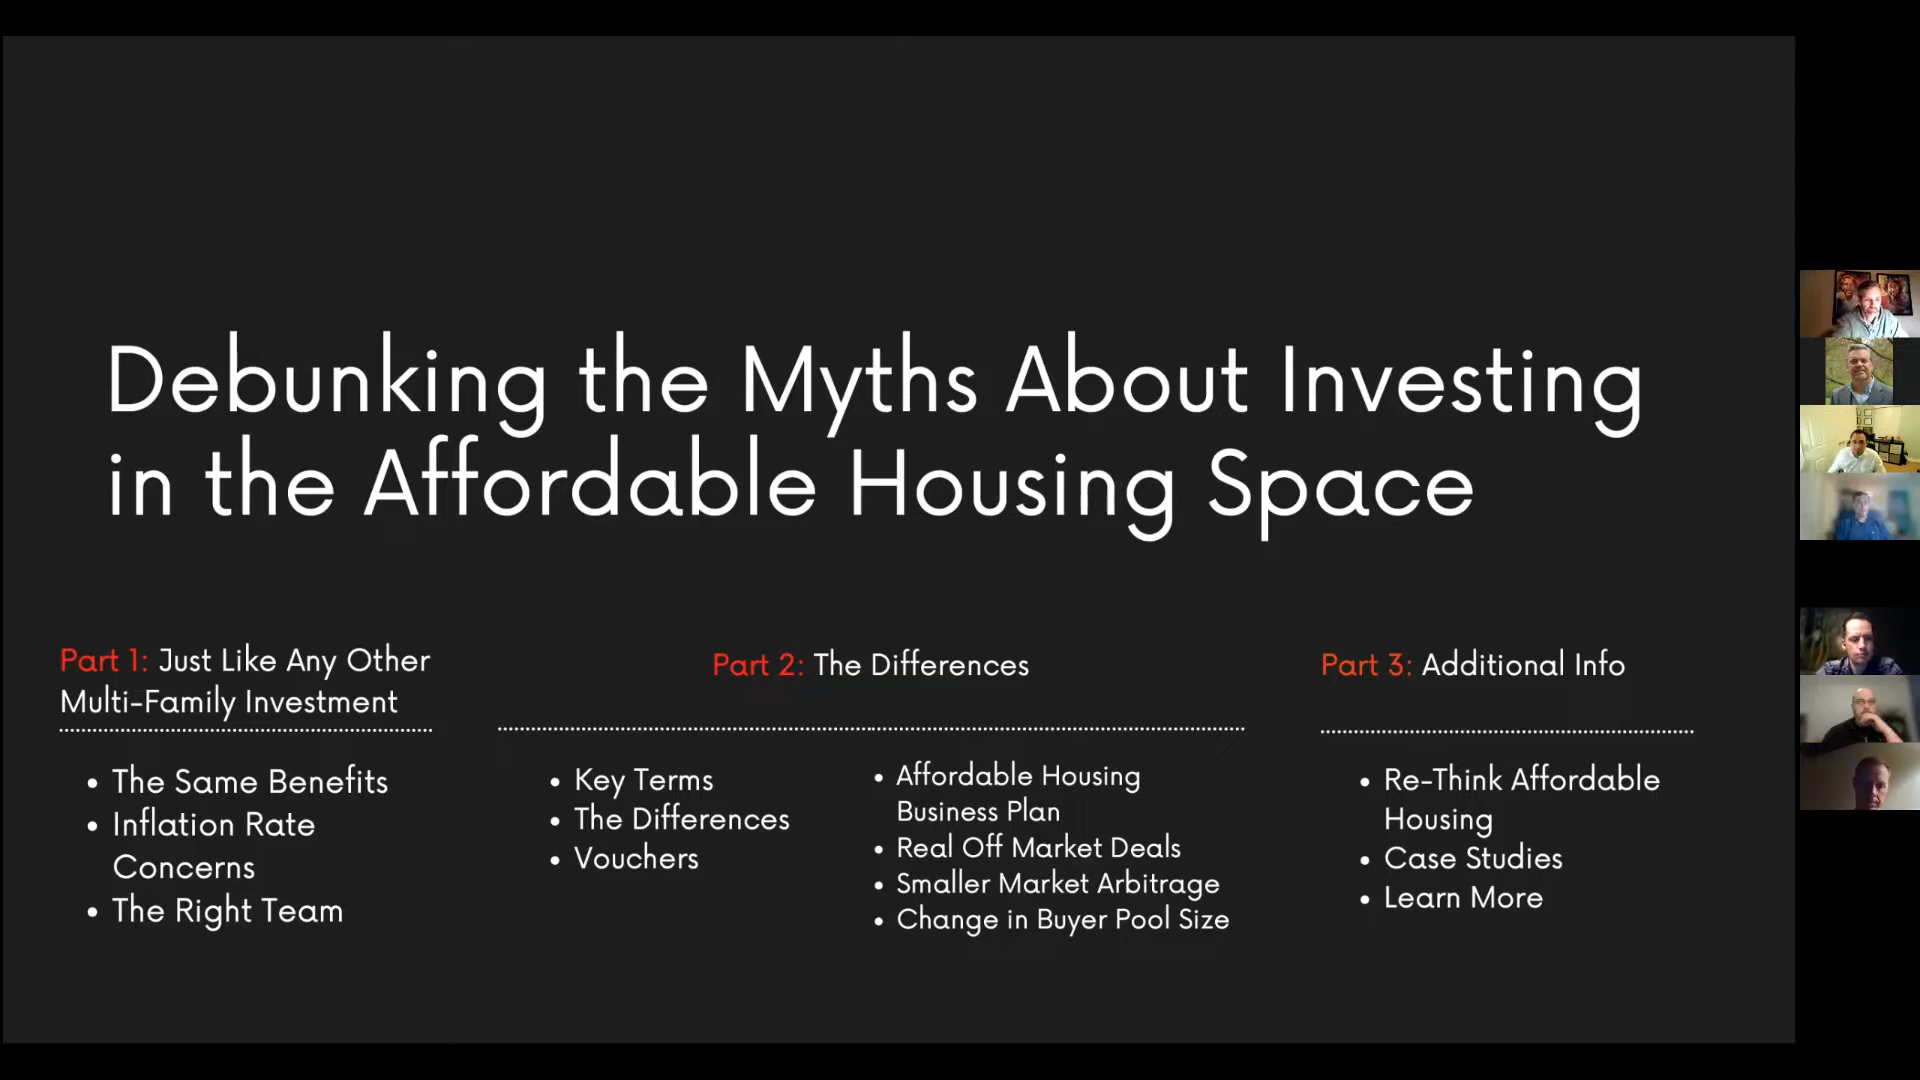 Debunking the Myths About Investing
in the Affordable Housing Space
Part 1: Just Like Any Other
Multi-Family Investment
• The Same Benefits
• Inflation Rate
Concerns
• The Right Team
Part 2: The Differences
• Key Terms
• The Differences
• Vouchers
• Affordable Housing
Business Plan
• Real Off Market Deals
• Smaller Market Arbitrage
• Change in Buyer Pool Size
Part 3: Additional Info
• Re-Think Affordable
Housing
• Case Studies
• Learn More